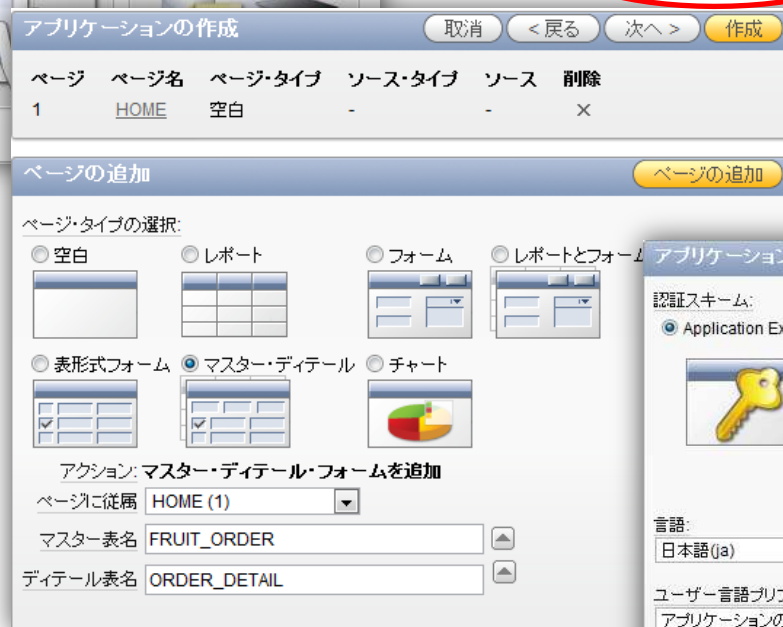 アプリケーションの作成
取消 < 戻る 次へ > 作成
ページ ページ名 ページ・タイプ ソース・タイプ ソース 削除
1 HOME 空白 - - ×
ページの追加
ページの追加
ページ・タイプの選択:
空白 レポート フォーム レポートとフォーム
表形式フォーム マスター・ディテール チャート
アクション: マスター・ディテール・フォームを追加
ページに従属 HOME (1)
マスター表名 FRUIT_ORDER
ディテール表名 ORDER_DETAIL
アプリケーション
認証スキーム:
Application Ex
言語:
日本語(ja)
ユーザー言語プリフ
アプリケーションの